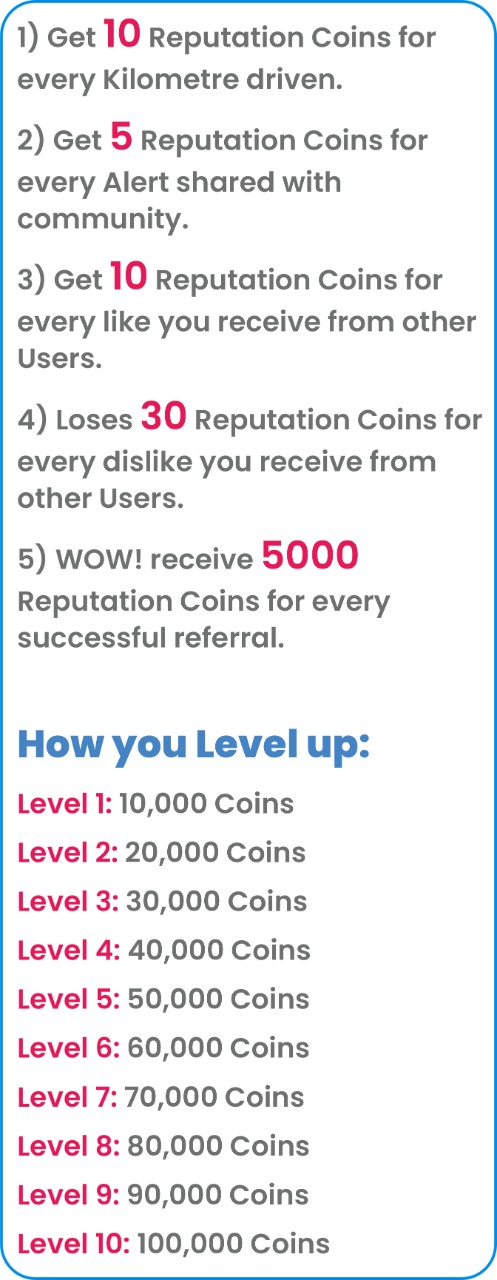 1) Get 10 Reputation Coins for
every Kilometre driven.
2) Get 5 Reputation Coins for
every Alert shared with
community.
3) Get 10 Reputation Coins for
every like you receive from other
Users.
4) Loses 30 Reputation Coins for
every dislike you receive from
other Users.
5) WOW! receive 5000
Reputation Coins for every
successful referral.
How you Level up:
Level 1: 10,000 Coins
Level 2: 20,000 Coins
Level 3: 30,000 Coins
Level 4: 40,000 Coins
Level 5: 50,000 Coins
Level 6: 60,000 Coins
Level 7: 70,000 Coins
Level 8: 80,000 Coins
Level 9: 90,000 Coins
Level 10: 100,000 Coins